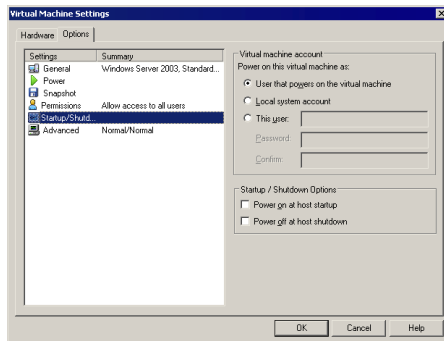 Virtual Machine Settings
Hardware Options
Settings Summary
General Windows Server 2003, Standard...
Power
Snapshot
Permissions Allow access to all users
Startup/Shutd...
Advanced Normal/Normal
Virtual machine account
Power on this virtual machine as:
User that powers on the virtual machine
Local system account
This user:
Password:
Confirm:
Startup / Shutdown Options
Power on at host startup
Power off at host shutdown
OK Cancel Help